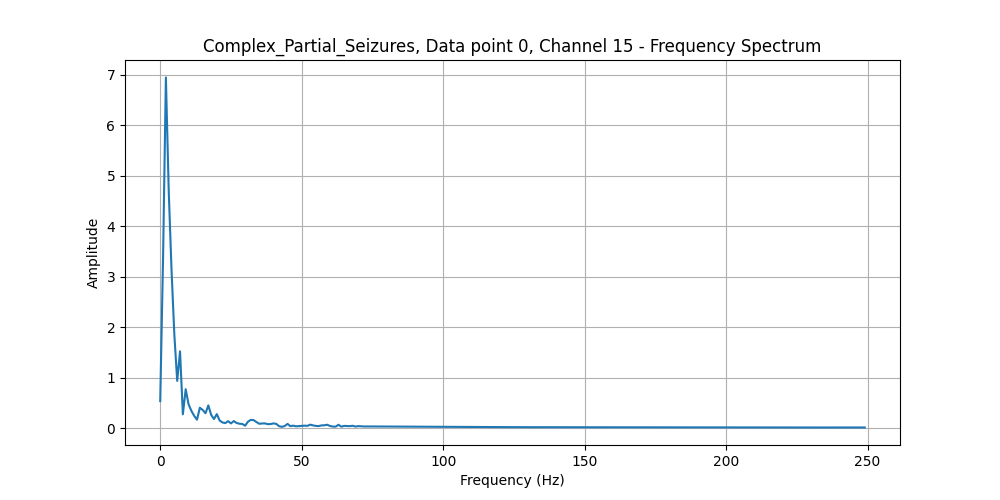 Complex_Partial_Seizures, Data point 0, Channel 15 - Frequency Spectrum
7
6
5
4
3
2
1
0
Amplitude
0 50 100 150 200 250
Frequency (Hz)